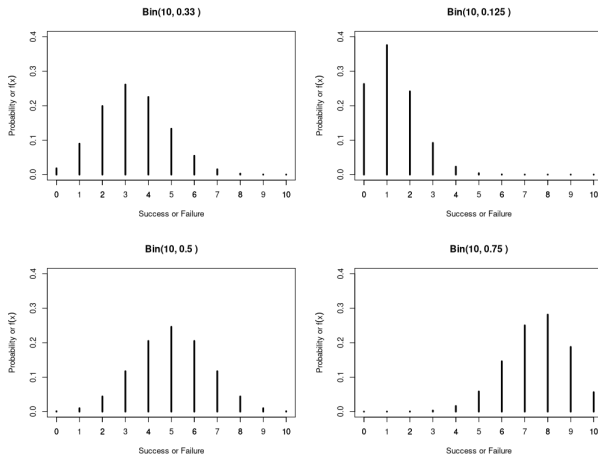 Bin(10, 0.33 )
Probability or f(x)
0.0 0.1 0.2 0.3 0.4
0 1 2 3 4 5 6 7 8 9 10
Success or Failure
Bin(10, 0.125 )
Probability or f(x)
0.0 0.1 0.2 0.3 0.4
0 1 2 3 4 5 6 7 8 9 10
Success or Failure
Bin(10, 0.5 )
Probability or f(x)
0.0 0.1 0.2 0.3 0.4
0 1 2 3 4 5 6 7 8 9 10
Success or Failure
Bin(10, 0.75 )
Probability or f(x)
0.0 0.1 0.2 0.3 0.4
0 1 2 3 4 5 6 7 8 9 10
Success or Failure